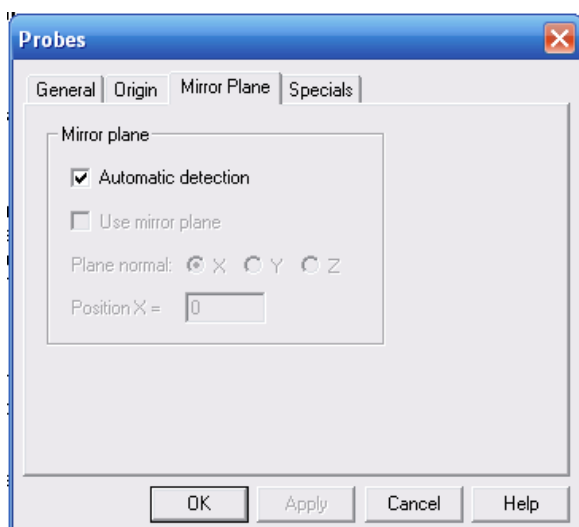 Probes
General Origin Mirror Plane Specials
Mirror plane
Automatic detection
Use mirror plane
Plane normal: X Y Z
Position X = 0
OK Apply Cancel Help